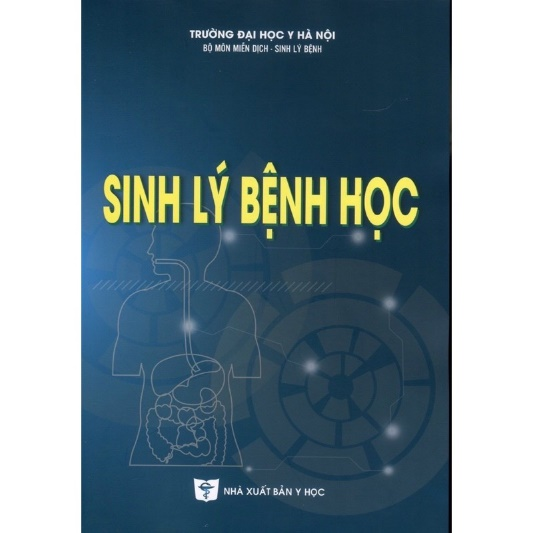 TRƯỜNG ĐẠI HỌC Y HÀ NỘI
BỘ MÔN MIỄN DỊCH - SINH LÝ BỆNH
SINH LÝ BỆNH HỌC
NHÀ XUẤT BẢN Y HỌC